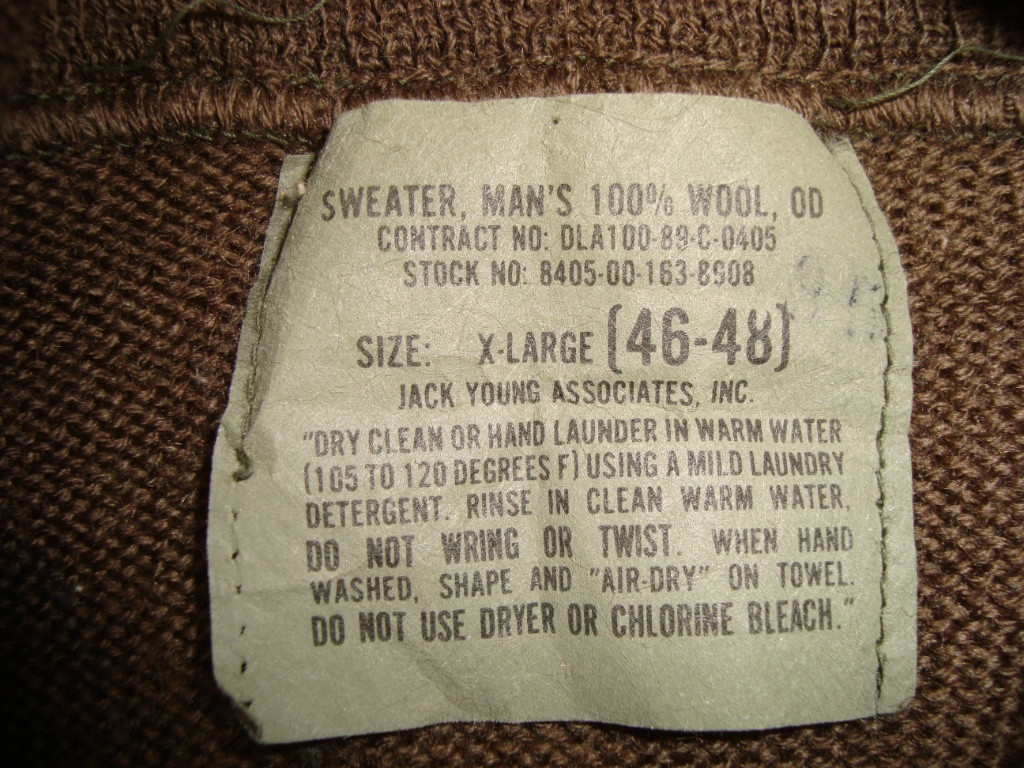 SWEATER, MAN'S 100% WOOL, OD
CONTRACT NO: DLA100-89-C-0405
STOCK NO: 8405-00-163-8908
SIZE: X-LARGE (46-48)
JACK YOUNG ASSOCIATES, INC.
"DRY CLEAN OR HAND LAUNDER IN WARM WATER
(105 TO 120 DEGREES F) USING A MILD LAUNDRY
DETERGENT. RINSE IN CLEAN WARM WATER,
DO NOT WRING OR TWIST. WHEN HAND
WASHED, SHAPE AND "AIR-DRY" ON TOWEL.
DO NOT USE DRYER OR CHLORINE BLEACH."